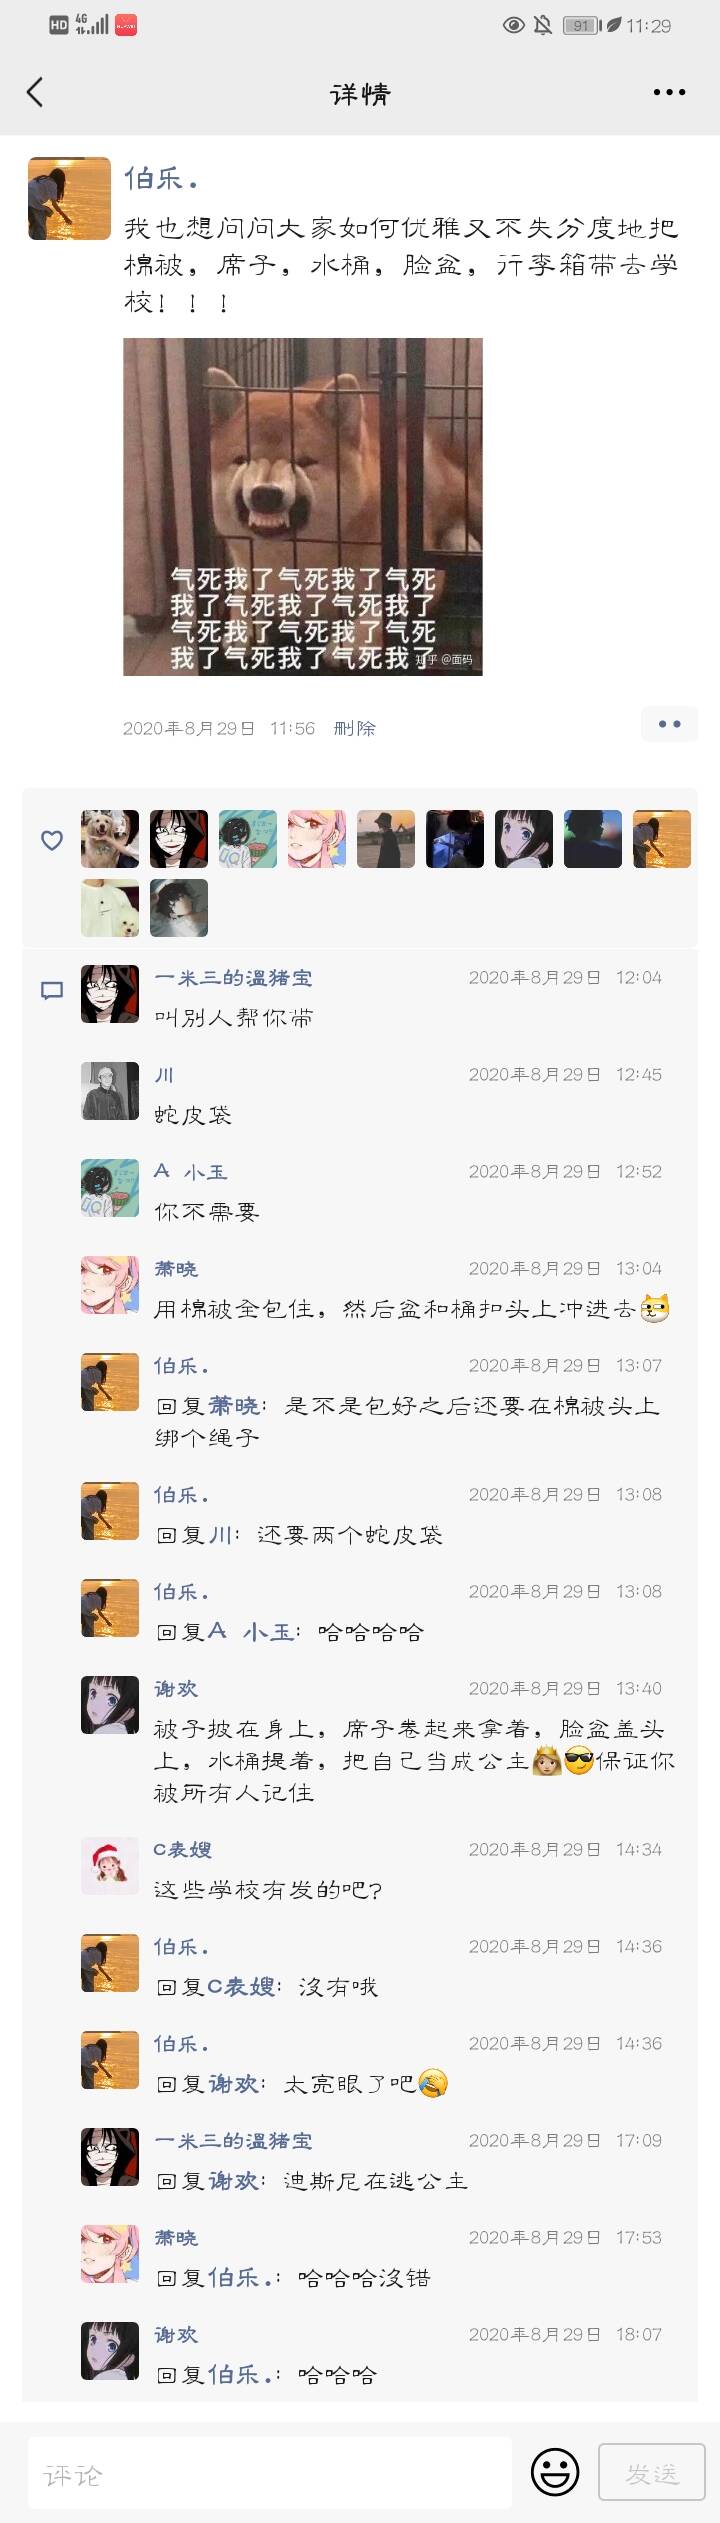 HD 4G HUAWEI 91 11:29
详情
伯乐.
我也想问问大家如何优雅又不失分度地把
棉被，席子，水桶，脸盆，行李箱带去学
校！！！
气死我了气死我了气死
我了气死我了气死我了
气死我了气死我了气死
我了气死我了气死我了
知乎 @面码
2020年8月29日 11:56 删除
一米三的溫猪宝 2020年8月29日 12:04
叫别人帮你带
川 2020年8月29日 12:45
蛇皮袋
A 小玉 2020年8月29日 12:52
你不需要
萧晓 2020年8月29日 13:04
用棉被全包住，然后盆和桶扣头上冲进去
伯乐. 2020年8月29日 13:07
回复萧晓: 是不是包好之后还要在棉被头上
绑个绳子
伯乐. 2020年8月29日 13:08
回复川: 还要两个蛇皮袋
伯乐. 2020年8月29日 13:08
回复A 小玉: 哈哈哈哈
谢欢 2020年8月29日 13:40
被子披在身上，席子卷起来拿着，脸盆盖头
上，水桶提着，把自己当成公主👸😎保证你
被所有人记住
C表嫂 2020年8月29日 14:34
这些学校有发的吧?
伯乐. 2020年8月29日 14:36
回复C表嫂: 没有哦
伯乐. 2020年8月29日 14:36
回复谢欢: 太亮眼了吧
一米三的溫猪宝 2020年8月29日 17:09
回复谢欢: 迪斯尼在逃公主
萧晓 2020年8月29日 17:53
回复伯乐.: 哈哈哈没错
谢欢 2020年8月29日 18:07
回复伯乐.: 哈哈哈
评论 发送